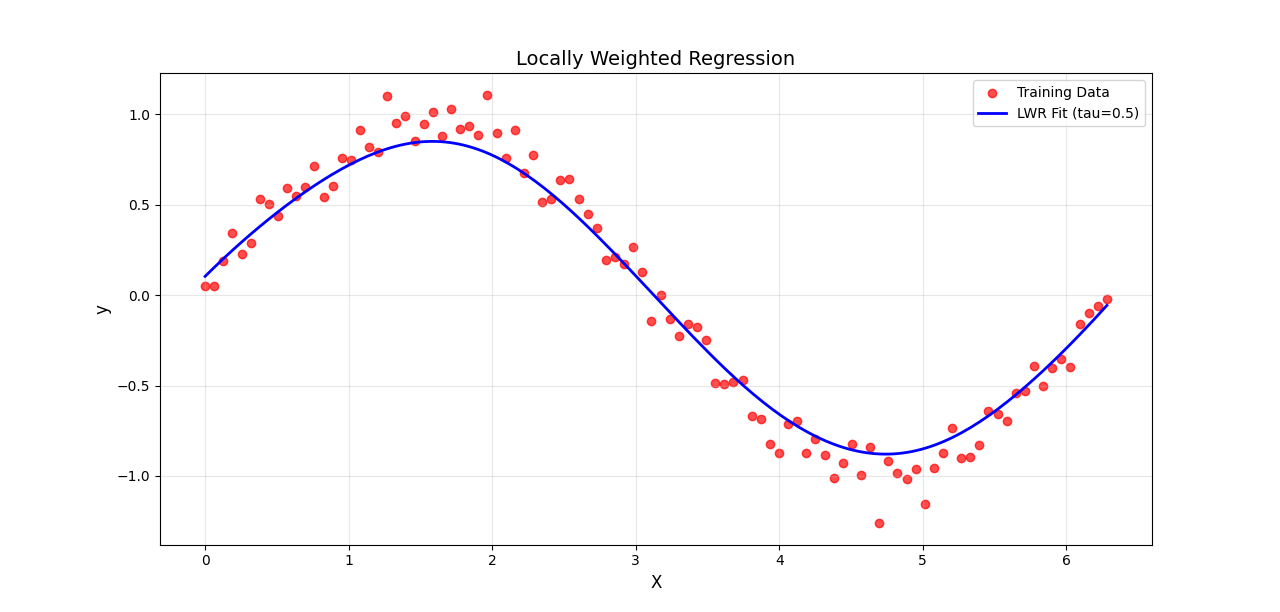 Locally Weighted Regression
Training Data
LWR Fit (tau=0.5)
1.0
0.5
0.0
−0.5
−1.0
y
0 1 2 3 4 5 6
X